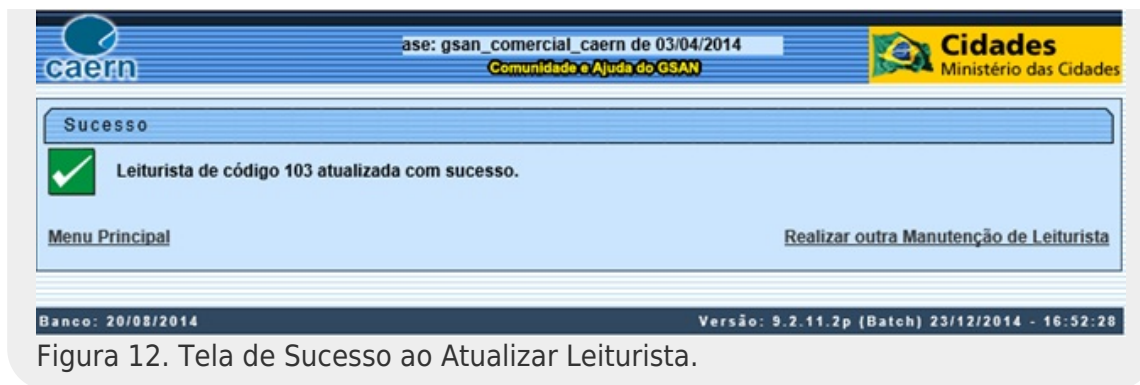 caern
ase: gsan_comercial_caern de 03/04/2014
Comunidade e Ajuda do GSAN
Cidades
Ministério das Cidades
Sucesso
Leiturista de código 103 atualizada com sucesso.
Menu Principal
Realizar outra Manutenção de Leiturista
Banco: 20/08/2014
Versão: 9.2.11.2p (Batch) 23/12/2014 - 16:52:28
Figura 12. Tela de Sucesso ao Atualizar Leiturista.